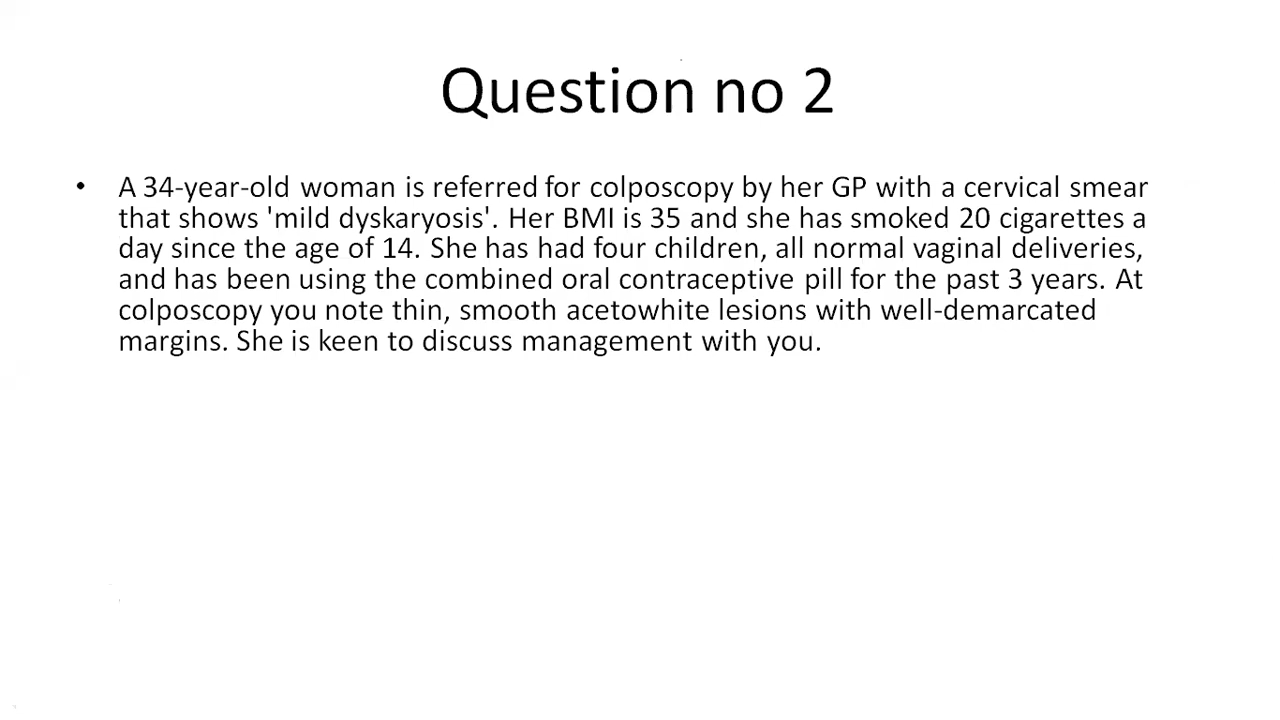 Question no 2
• A 34-year-old woman is referred for colposcopy by her GP with a cervical smear
that shows 'mild dyskaryosis'. Her BMI is 35 and she has smoked 20 cigarettes a
day since the age of 14. She has had four children, all normal vaginal deliveries,
and has been using the combined oral contraceptive pill for the past 3 years. At
colposcopy you note thin, smooth acetowhite lesions with well-demarcated
margins. She is keen to discuss management with you.